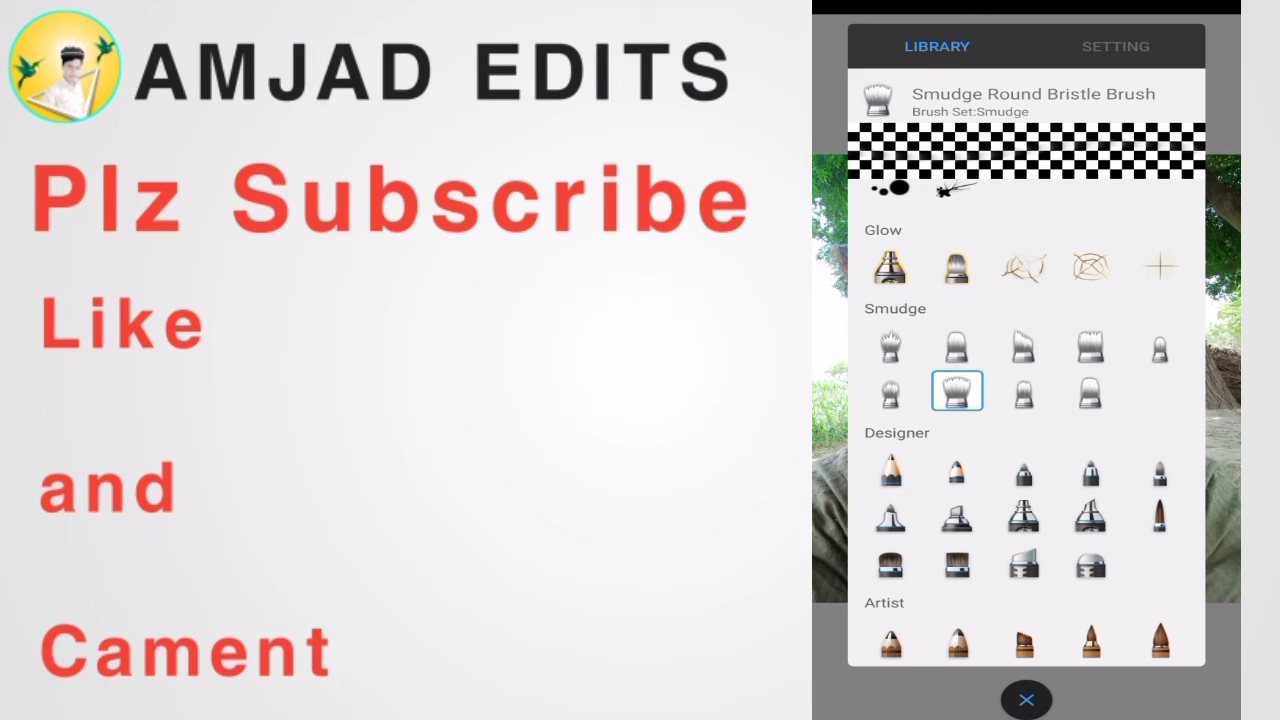 AMJAD EDITS
Plz Subscribe
Like
and
Cament
LIBRARY SETTING
Smudge Round Bristle Brush
Brush Set:Smudge
Glow
Smudge
Designer
Artist